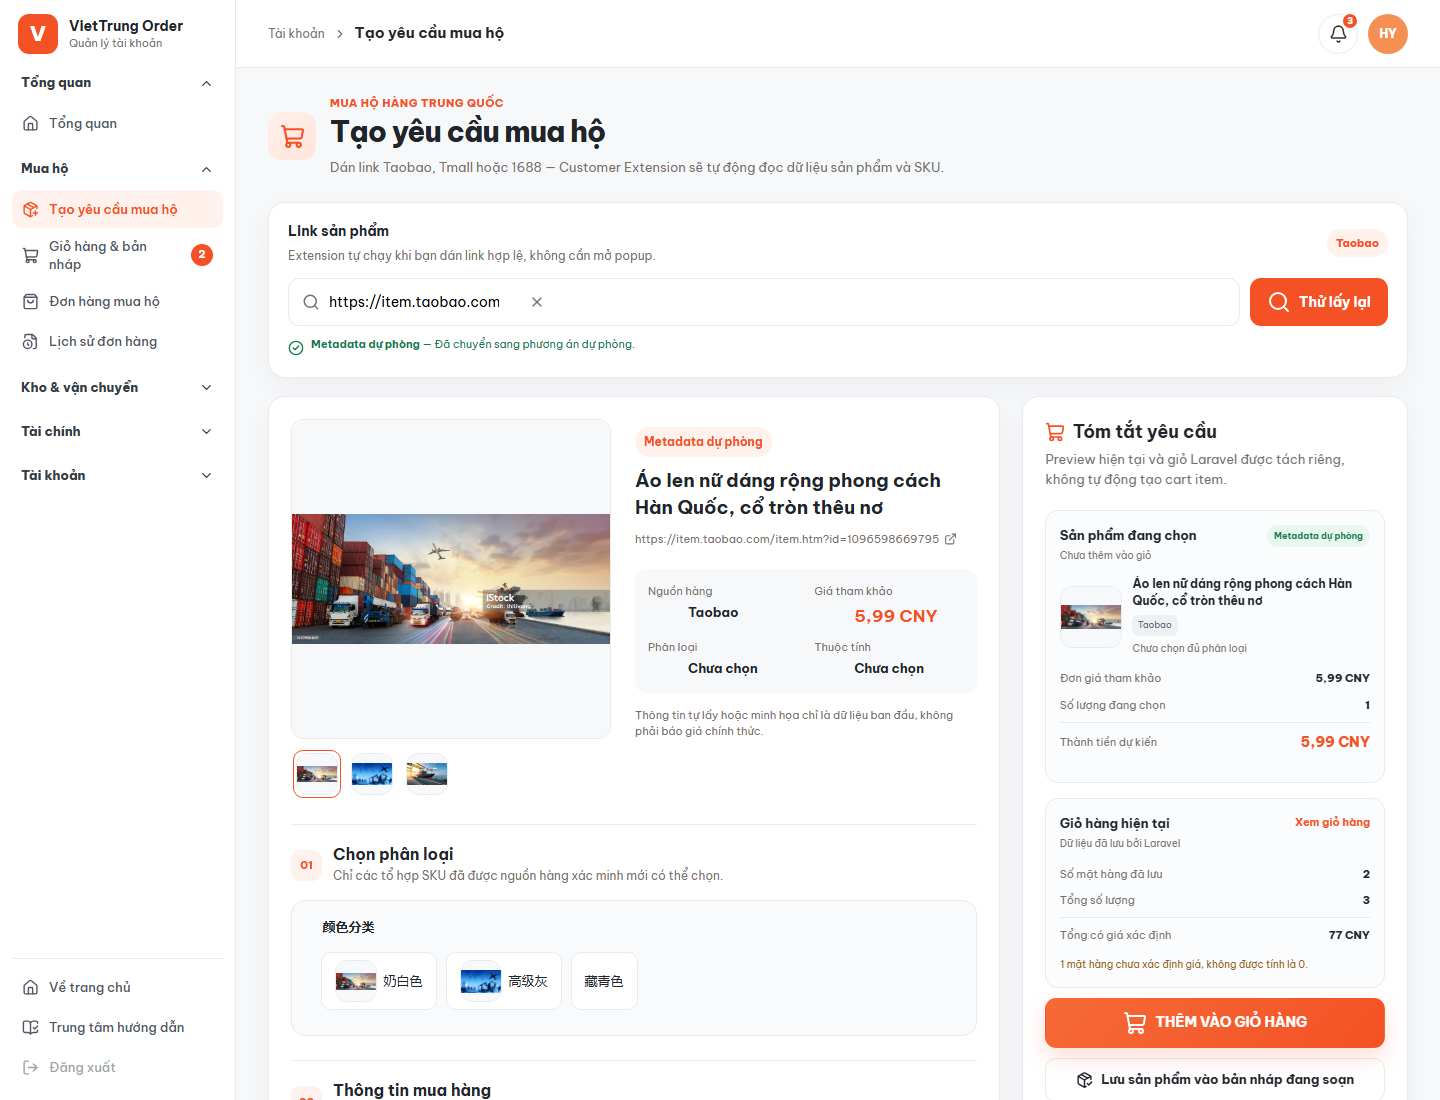 V
VietTrung Order
Quản lý tài khoản
Tổng quan
Tổng quan
Mua hộ
Tạo yêu cầu mua hộ
Giỏ hàng & bản
nháp
2
Đơn hàng mua hộ
Lịch sử đơn hàng
Kho & vận chuyển
Tài chính
Tài khoản
Về trang chủ
Trung tâm hướng dẫn
Đăng xuất
Tài khoản > Tạo yêu cầu mua hộ
3
HY
MUA HỘ HÀNG TRUNG QUỐC
Tạo yêu cầu mua hộ
Dán link Taobao, Tmall hoặc 1688 — Customer Extension sẽ tự động đọc dữ liệu sản phẩm và SKU.
Link sản phẩm
Extension tự chạy khi bạn dán link hợp lệ, không cần mở popup.
Taobao
https://item.taobao.com
Thử lấy lại
Metadata dự phòng — Đã chuyển sang phương án dự phòng.
iStock
Credit: thitivong
Metadata dự phòng
Áo len nữ dáng rộng phong cách
Hàn Quốc, cổ tròn thêu nơ
https://item.taobao.com/item.htm?id=1096598669795
Nguồn hàng
Taobao
Giá tham khảo
5,99 CNY
Phân loại
Chưa chọn
Thuộc tính
Chưa chọn
Thông tin tự lấy hoặc minh họa chỉ là dữ liệu ban đầu, không
phải báo giá chính thức.
01
Chọn phân loại
Chỉ các tổ hợp SKU đã được nguồn hàng xác minh mới có thể chọn.
颜色分类
奶白色
高级灰
藏青色
Thông tin mua hàng
Tóm tắt yêu cầu
Preview hiện tại và giỏ Laravel được tách riêng,
không tự động tạo cart item.
Sản phẩm đang chọn
Metadata dự phòng
Chưa thêm vào giỏ
Áo len nữ dáng rộng phong cách Hàn
Quốc, cổ tròn thêu nơ
Taobao
Chưa chọn đủ phân loại
Đơn giá tham khảo 5,99 CNY
Số lượng đang chọn 1
Thành tiền dự kiến 5,99 CNY
Giỏ hàng hiện tại
Xem giỏ hàng
Dữ liệu đã lưu bởi Laravel
Số mặt hàng đã lưu 2
Tổng số lượng 3
Tổng có giá xác định 77 CNY
1 mặt hàng chưa xác định giá, không được tính là 0.
THÊM VÀO GIỎ HÀNG
Lưu sản phẩm vào bản nháp đang soạn